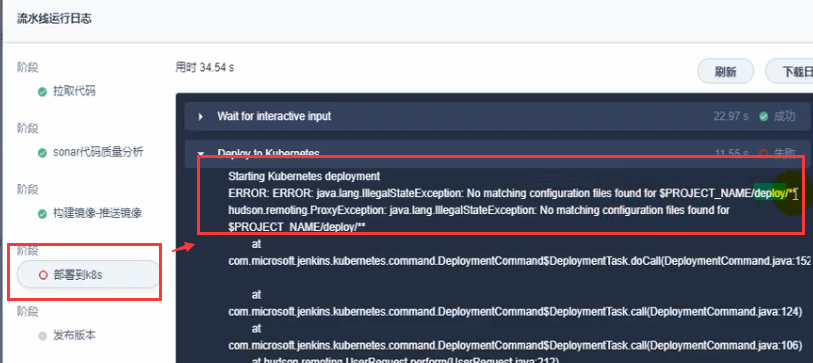 流水线运行日志
阶段
拉取代码
阶段
sonar代码质量分析
阶段
构建镜像-推送镜像
阶段
部署到k8s
阶段
发布版本
用时 34.54 s
刷新
下载日
Wait for interactive input
22.97 s 成功
Deploy to Kubernetes
11.55 s 失败
Starting Kubernetes deployment
ERROR: ERROR: java.lang.IllegalStateException: No matching configuration files found for $PROJECT_NAME/deploy/**
hudson.remoting.ProxyException: java.lang.IllegalStateException: No matching configuration files found for
$PROJECT_NAME/deploy/**
at
com.microsoft.jenkins.kubernetes.command.DeploymentCommand$DeploymentTask.doCall(DeploymentCommand.java:152
at
com.microsoft.jenkins.kubernetes.command.DeploymentCommand$DeploymentTask.call(DeploymentCommand.java:124)
at
com.microsoft.jenkins.kubernetes.command.DeploymentCommand$DeploymentTask.call(DeploymentCommand.java:106)
at hudson.remoting.UserRequest.perform(UserRequest.java:212)